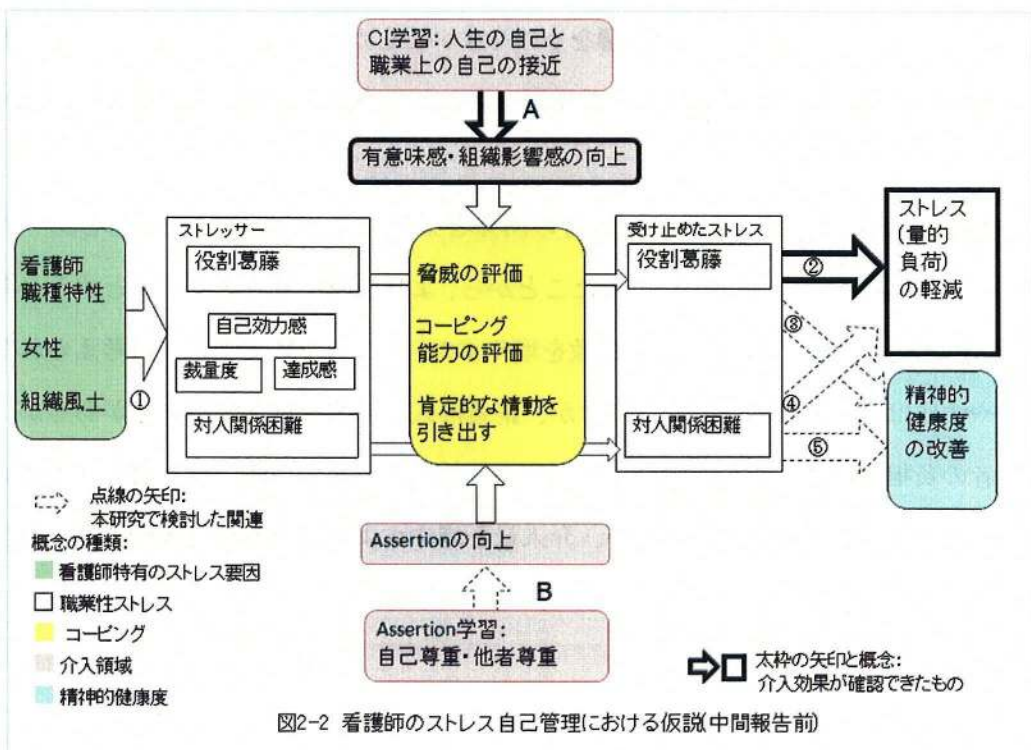 CI学習:人生の自己と
職業上の自己の接近
A
有意味感・組織影響感の向上
看護師
職種特性
女性
組織風土
①
ストレッサー
役割葛藤
自己効力感
裁量度
達成感
対人関係困難
脅威の評価
コーピング
能力の評価
肯定的な情動を
引き出す
受け止めたストレス
役割葛藤
対人関係困難
②
③
④
⑤
ストレス
(量的
負荷)
の軽減
精神的
健康度
の改善
Assertionの向上
B
Assertion学習:
自己尊重・他者尊重
点線の矢印:
本研究で検討した関連
概念の種類:
看護師特有のストレス要因
職業性ストレス
コーピング
介入領域
精神的健康度
太枠の矢印と概念:
介入効果が確認できたもの
図2-2 看護師のストレス自己管理における仮説(中間報告前)